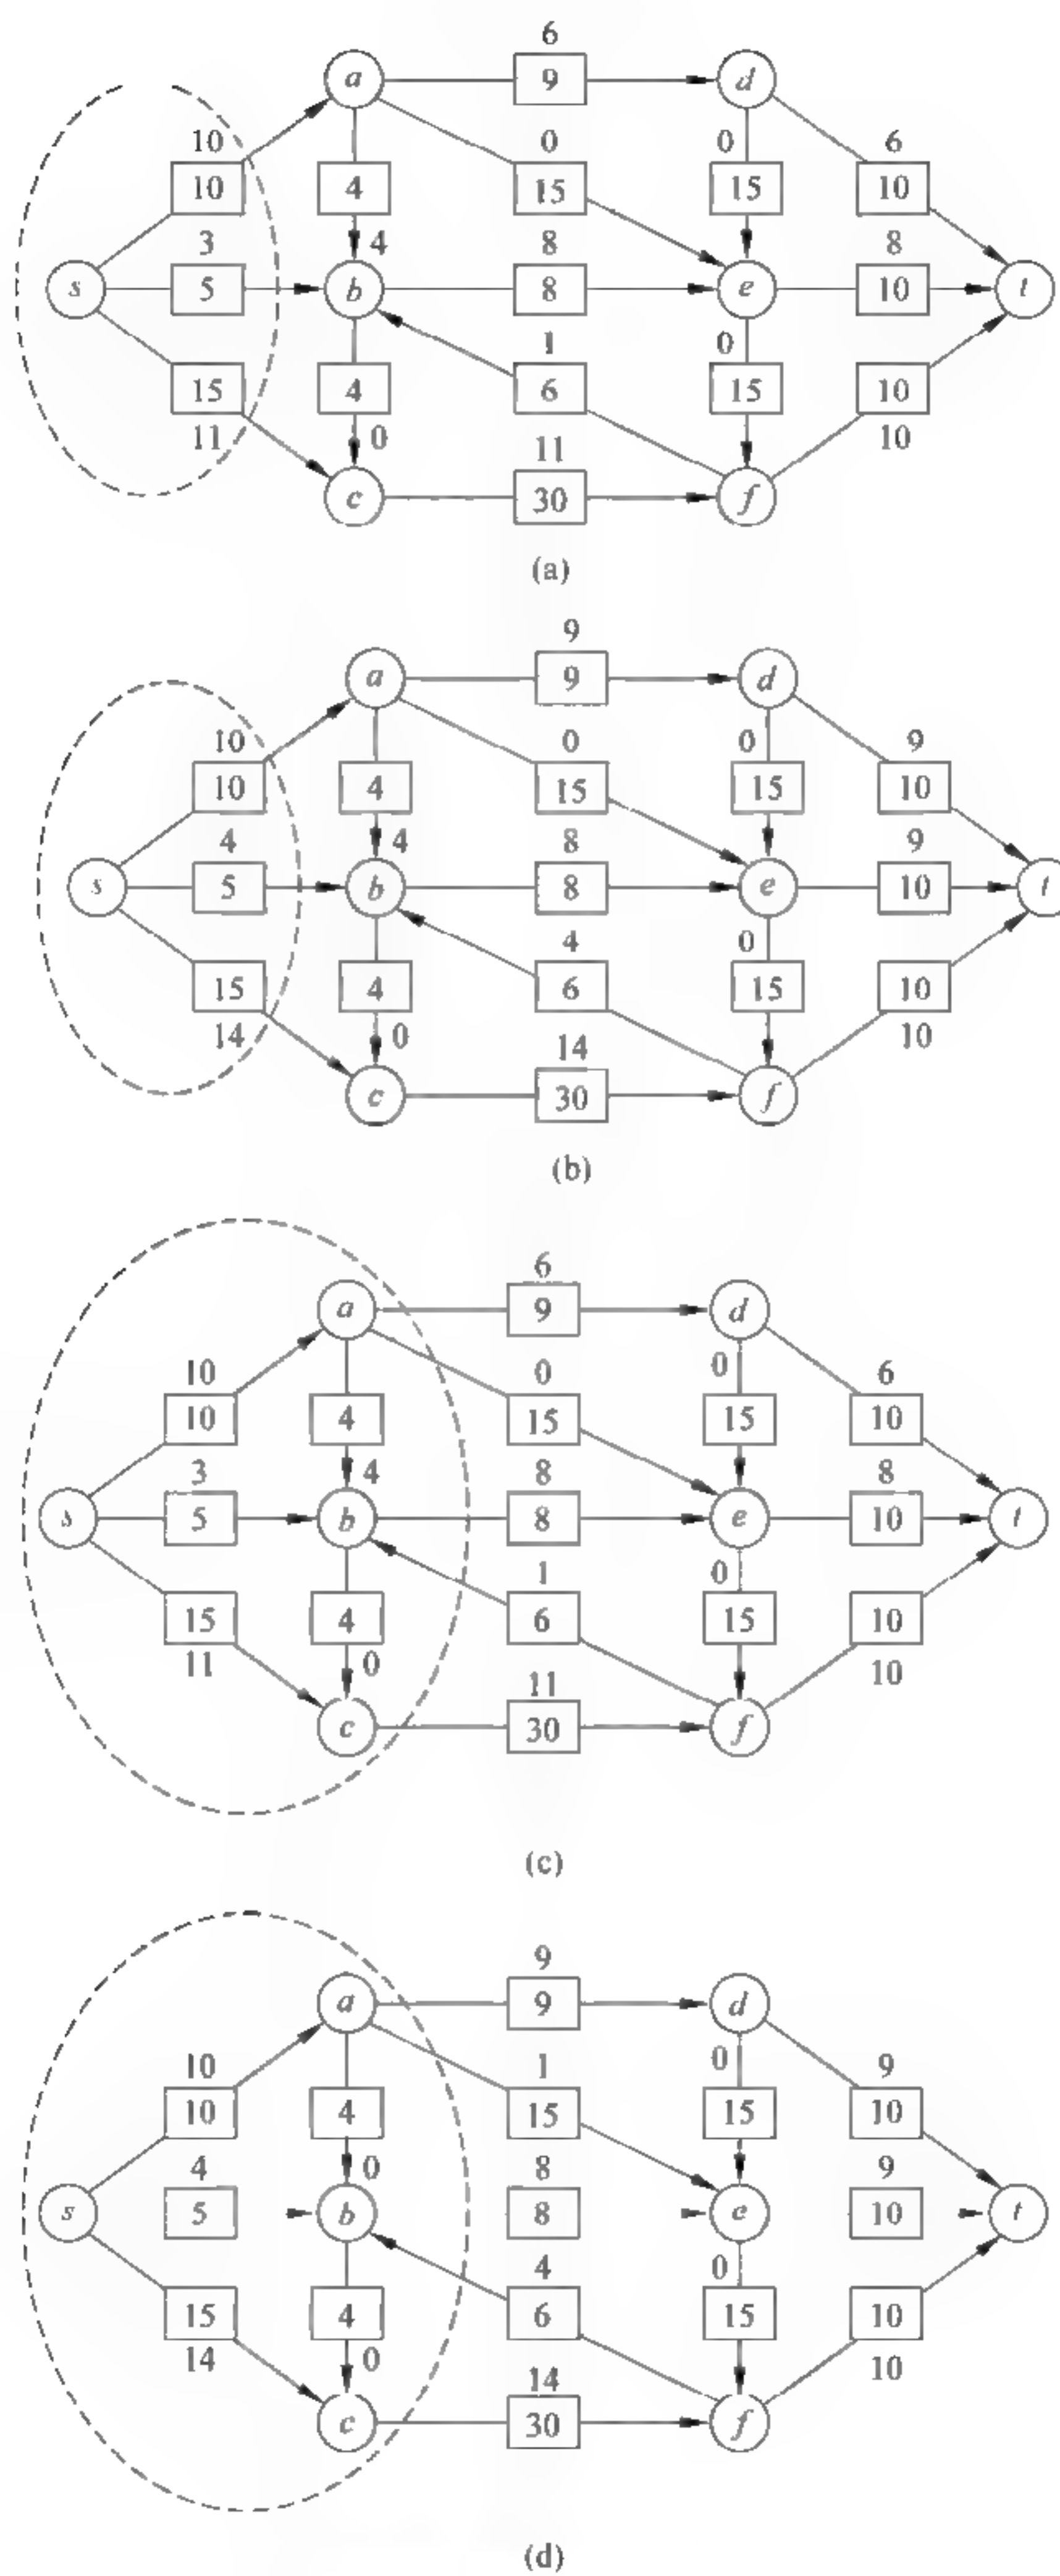 6
a 9 d
10 0 0 6
10 4 15 15 10
3 4 8 8
s 5 b 8 e 10 t
1 0
15 4 6 15 10
11 0 11 10
c 30 f
(a)
9
a 9 d
10 0 0 9
10 4 15 15 10
4 4 8 9
s 5 b 8 e 10 t
4 0
15 4 6 15 10
14 0 14 10
c 30 f
(b)
6
a 9 d
10 0 0 6
10 4 15 15 10
3 4 8 8
s 5 b 8 e 10 t
1 0
15 4 6 15 10
11 0 11 10
c 30 f
(c)
9
a 9 d
10 1 0 9
10 4 15 15 10
4 0 8 9
s 5 b 8 e 10 t
4 0
15 4 6 15 10
14 0 14 10
c 30 f
(d)